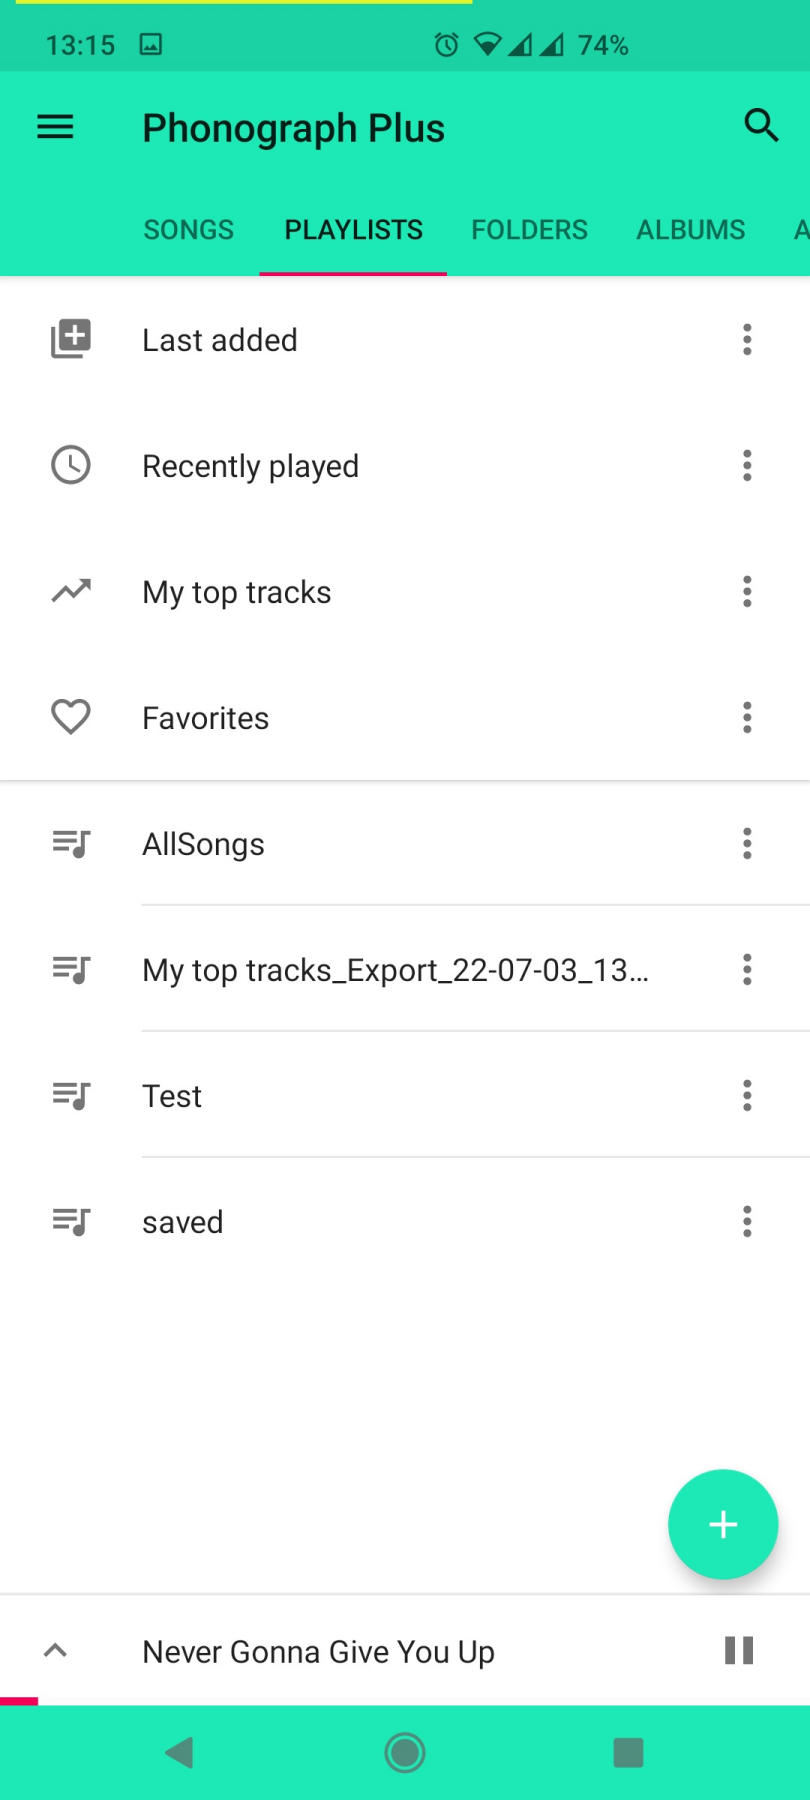 13:15 74%
Phonograph Plus
SONGS PLAYLISTS FOLDERS ALBUMS A
Last added
Recently played
My top tracks
Favorites
AllSongs
My top tracks_Export_22-07-03_13...
Test
saved
Never Gonna Give You Up